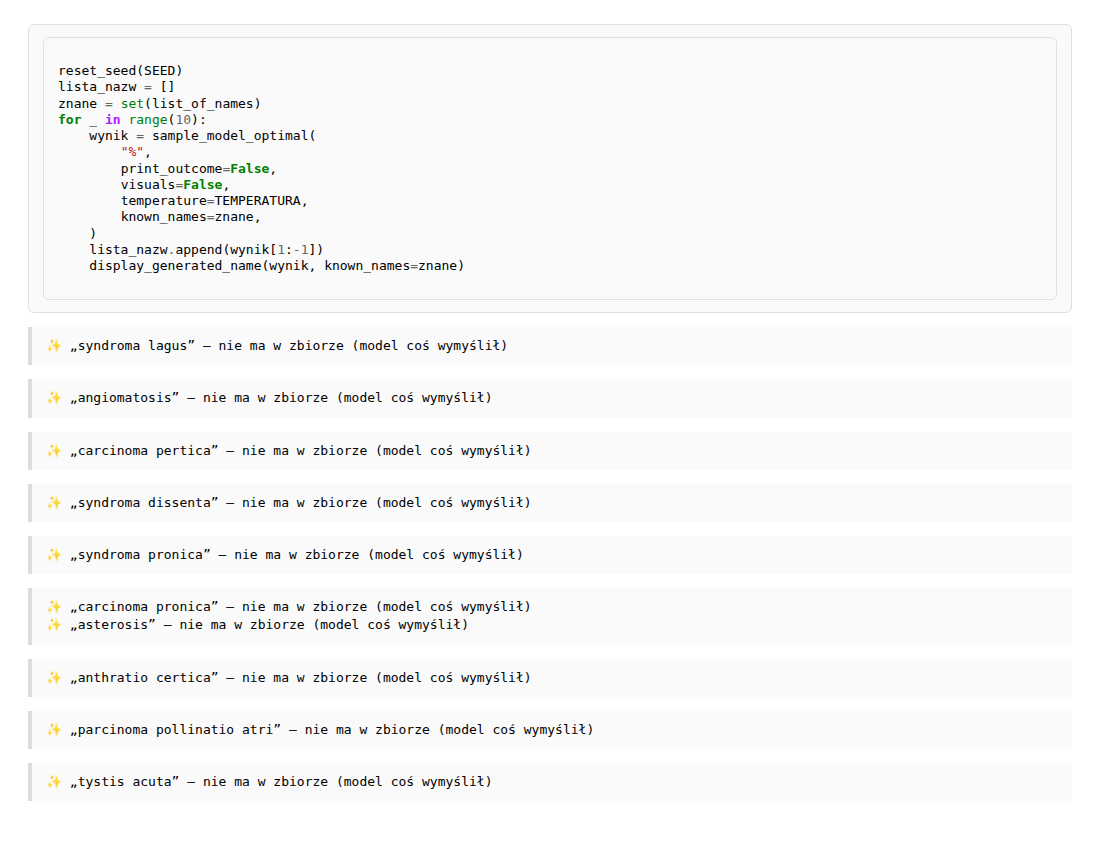 reset_seed(SEED)
lista_nazw = []
znane = set(list_of_names)
for _ in range(10):
    wynik = sample_model_optimal(
        "%",
        print_outcome=False,
        visuals=False,
        temperature=TEMPERATURA,
        known_names=znane,
    )
    lista_nazw.append(wynik[1:-1])
    display_generated_name(wynik, known_names=znane)
✨ „syndroma lagus” — nie ma w zbiorze (model coś wymyślił)
✨ „angiomatosis” — nie ma w zbiorze (model coś wymyślił)
✨ „carcinoma pertica” — nie ma w zbiorze (model coś wymyślił)
✨ „syndroma dissenta” — nie ma w zbiorze (model coś wymyślił)
✨ „syndroma pronica” — nie ma w zbiorze (model coś wymyślił)
✨ „carcinoma pronica” — nie ma w zbiorze (model coś wymyślił)
✨ „asterosis” — nie ma w zbiorze (model coś wymyślił)
✨ „anthratio certica” — nie ma w zbiorze (model coś wymyślił)
✨ „parcinoma pollinatio atri” — nie ma w zbiorze (model coś wymyślił)
✨ „tystis acuta” — nie ma w zbiorze (model coś wymyślił)